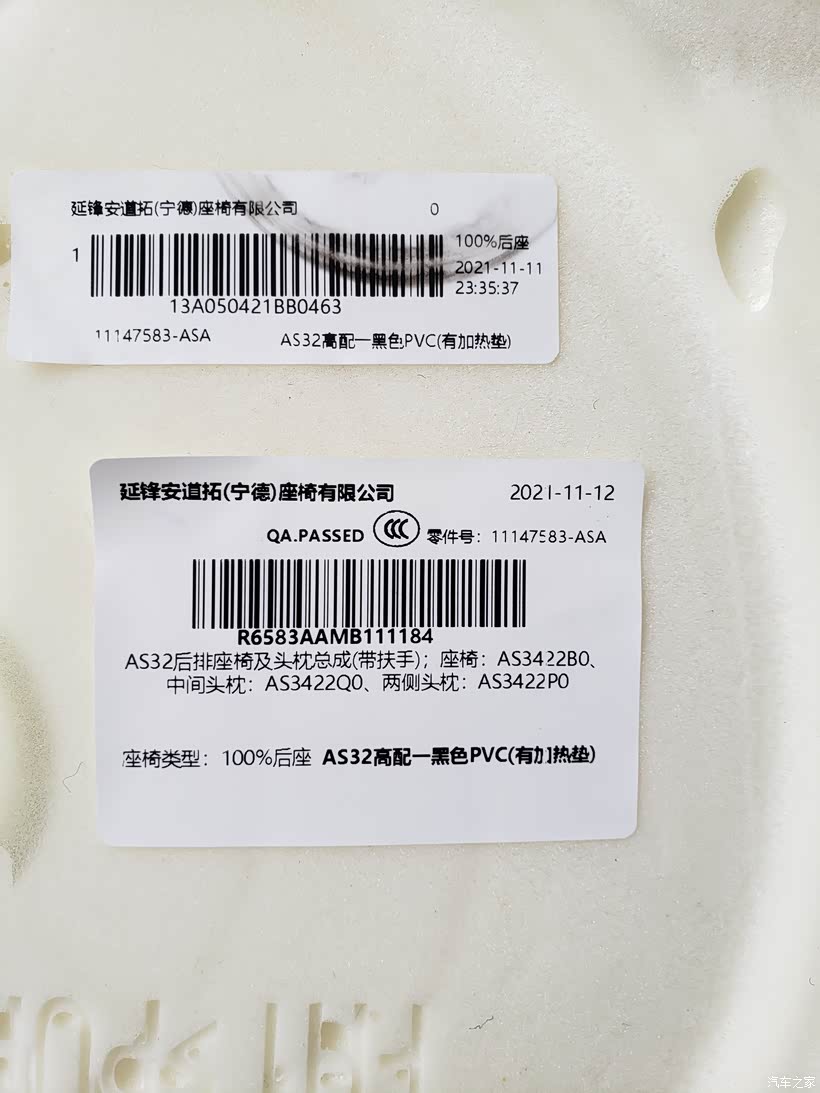 延锋安道拓(宁德)座椅有限公司 0
1
100%后座
2021-11-11
23:35:37
13A050421BB0463
11147583-ASA AS32高配一黑色PVC(有加热垫)
延锋安道拓(宁德)座椅有限公司 2021-11-12
QA.PASSED CCC 零件号：11147583-ASA
R6583AAMB111184
AS32后排座椅及头枕总成(带扶手)；座椅：AS3422B0、
中间头枕：AS3422Q0、两侧头枕：AS3422P0
座椅类型：100%后座 AS32高配一黑色PVC(有加热垫)
汽车之家